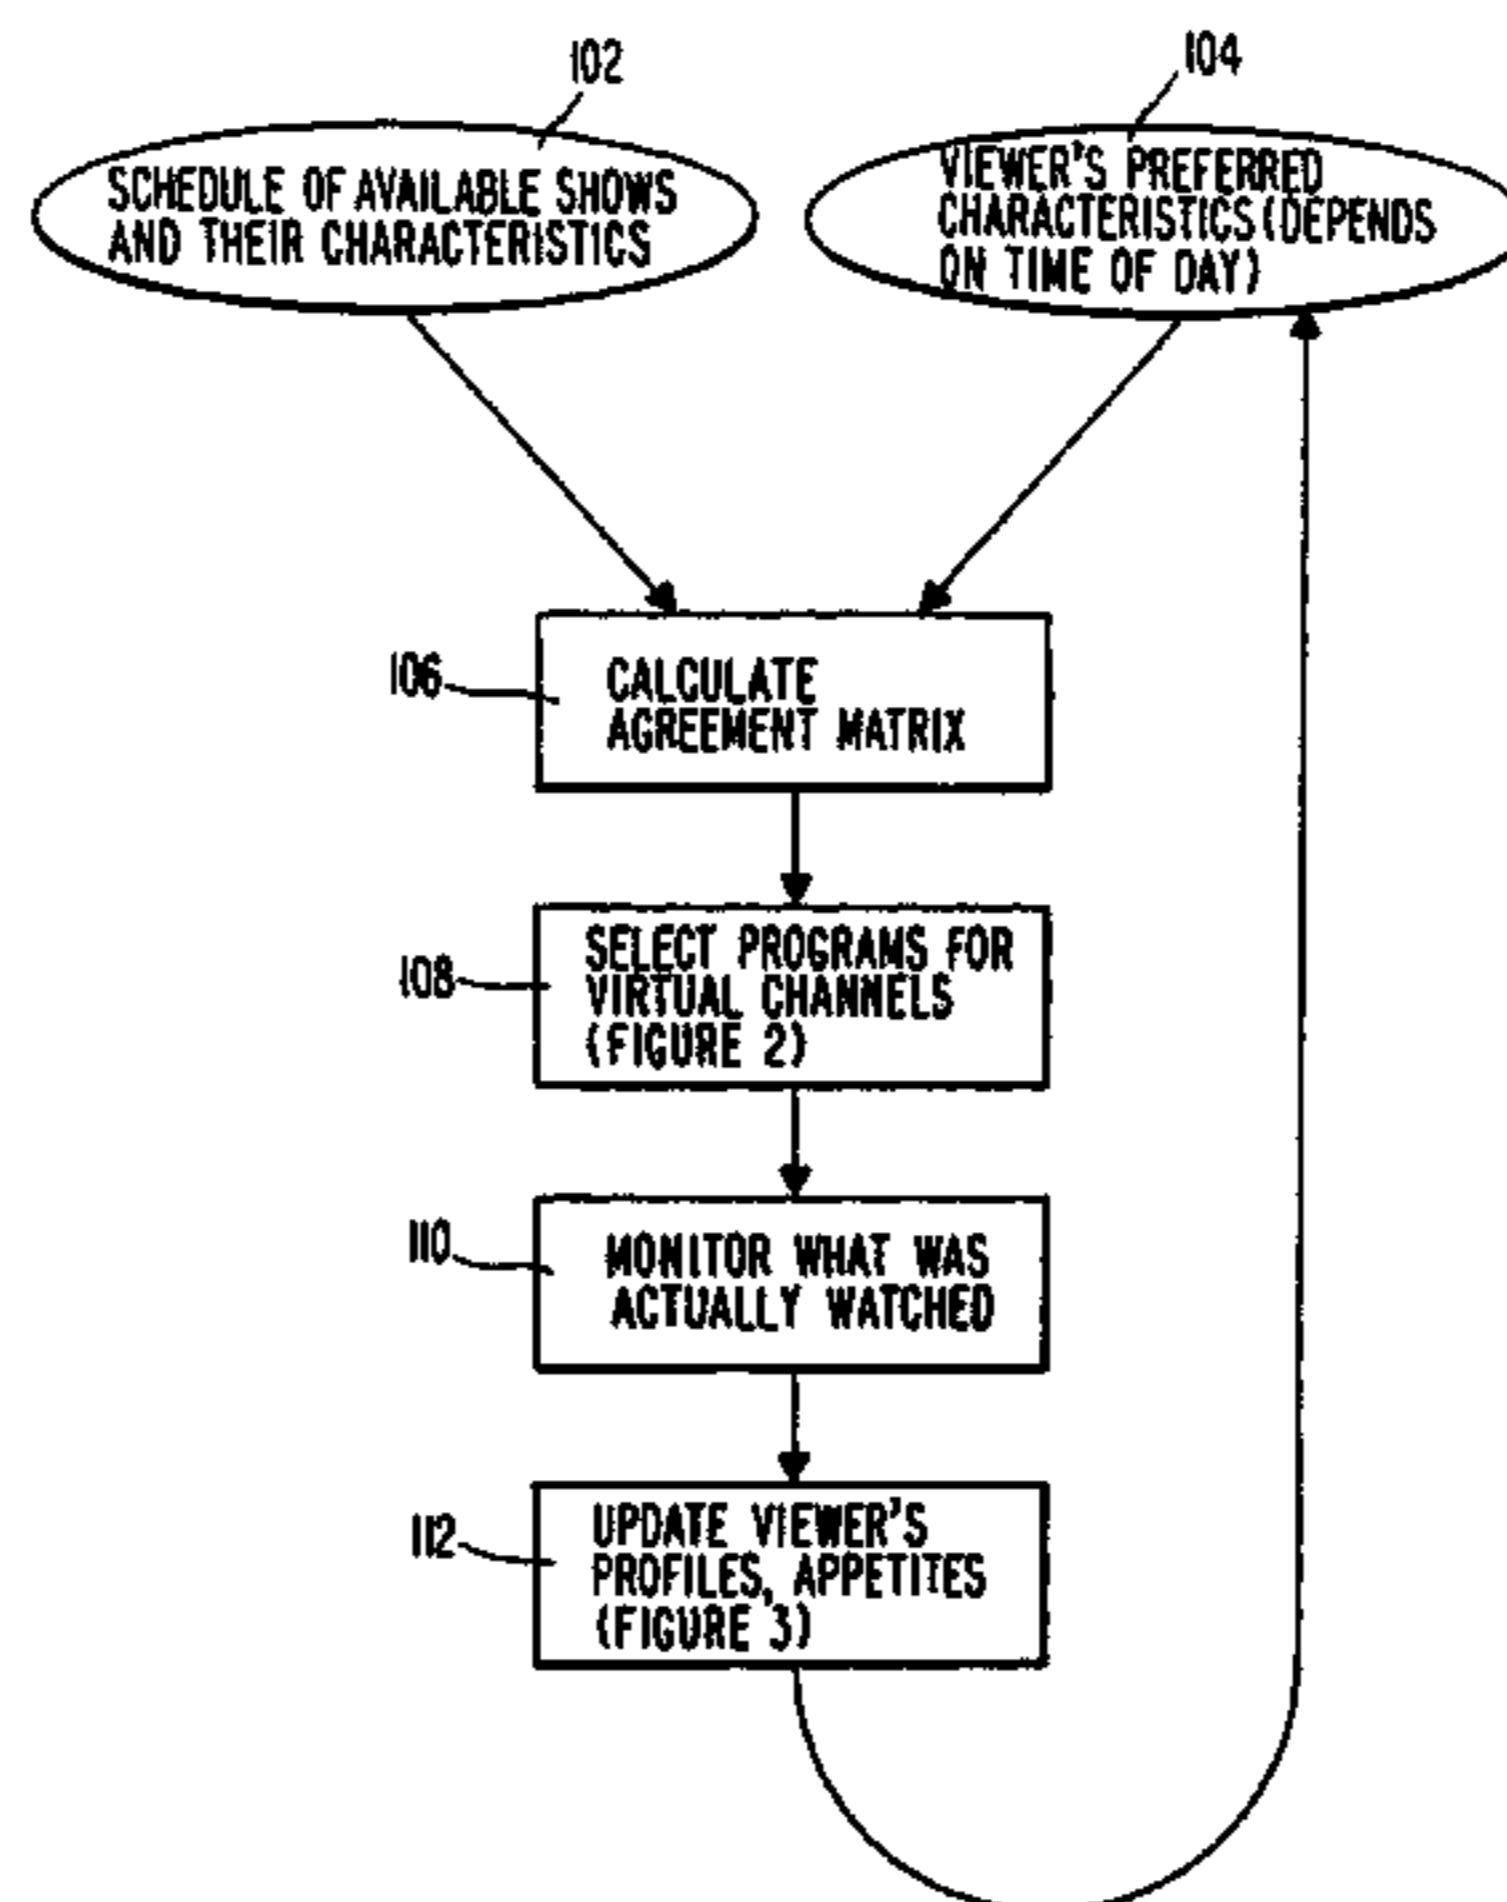 102
SCHEDULE OF AVAILABLE SHOWS
AND THEIR CHARACTERISTICS
104
VIEWER'S PREFERRED
CHARACTERISTICS (DEPENDS
ON TIME OF DAY)
106
CALCULATE
AGREEMENT MATRIX
108
SELECT PROGRAMS FOR
VIRTUAL CHANNELS
(FIGURE 2)
110
MONITOR WHAT WAS
ACTUALLY WATCHED
112
UPDATE VIEWER'S
PROFILES, APPETITES
(FIGURE 3)